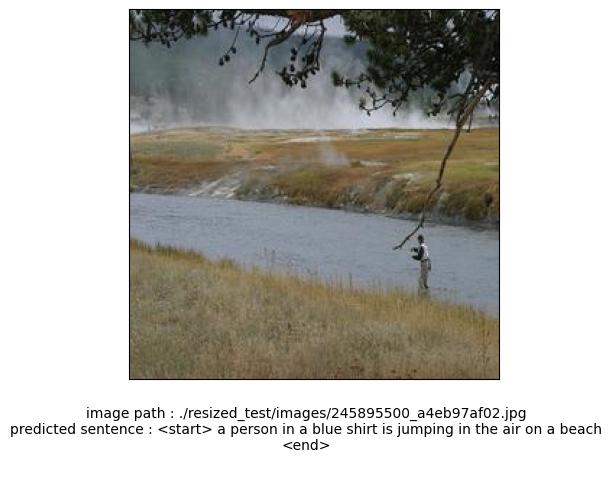 image path : ./resized_test/images/245895500_a4eb97af02.jpg
predicted sentence : <start> a person in a blue shirt is jumping in the air on a beach
<end>